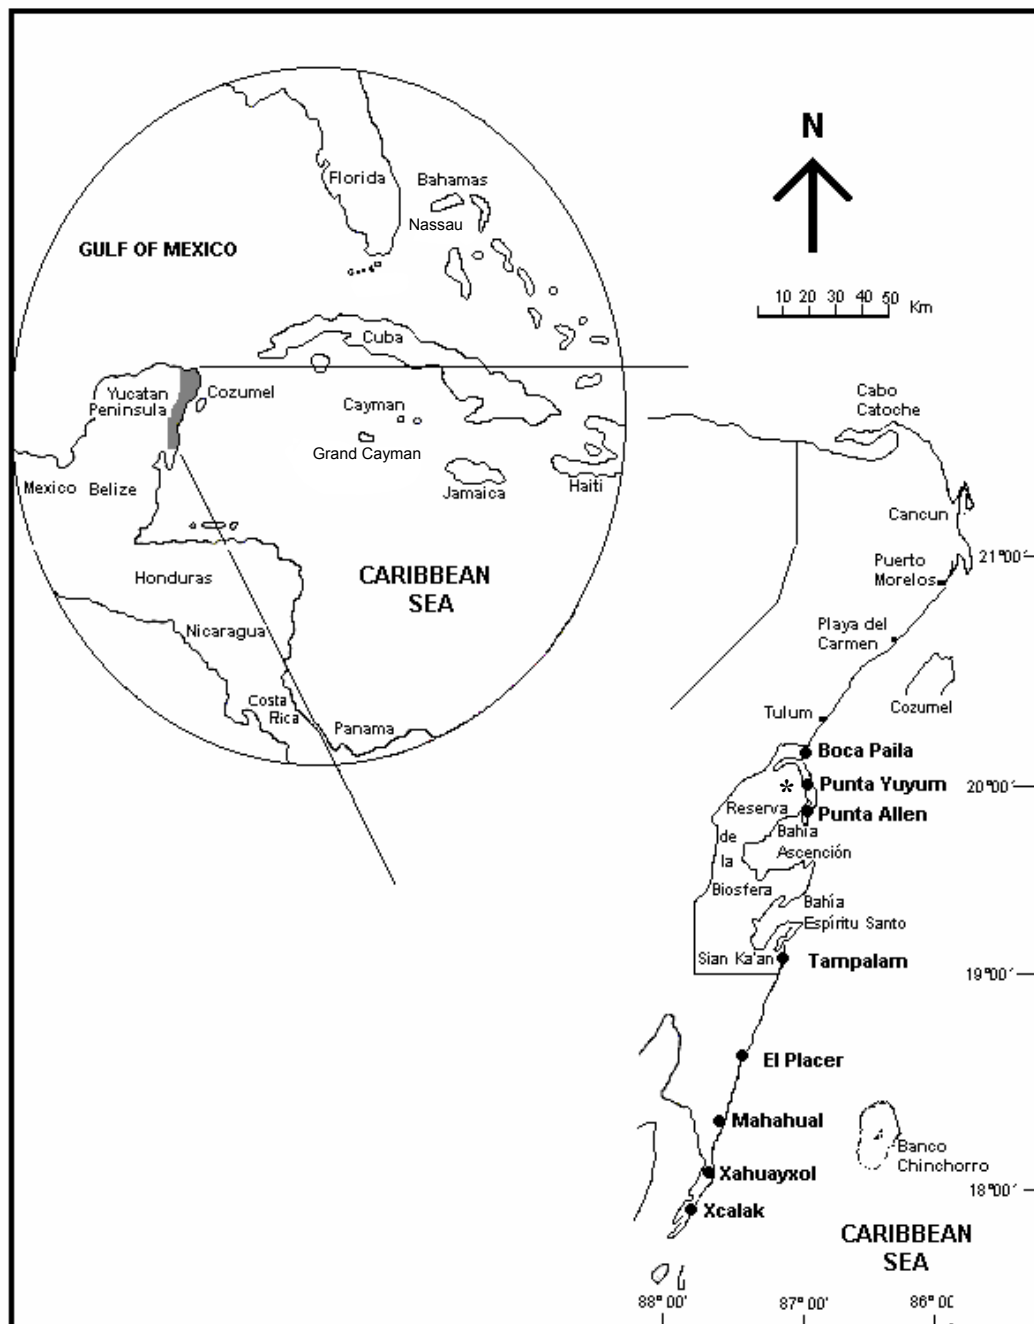 N
10 20 30 40 50 Km
Florida
Bahamas
Nassau
GULF OF MEXICO
Cuba
Yucatan
Peninsula
Cozumel
Cayman
Grand Cayman
Mexico Belize
Jamaica
Haiti
Honduras
CARIBBEAN
SEA
Nicaragua
Costa
Rica
Panama
Cabo
Catoche
Cancun
Puerto
Morelos
21°00'
Playa del
Carmen
Cozumel
Tulum
Boca Paila
*
Punta Yuyum
20°00'
Reserva
Punta Allen
de
la
Biosfera
Bahía
Ascención
Bahía
Espíritu Santo
Sian Ka'an
Tampalam
19°00'
El Placer
Mahahual
Banco
Chinchorro
Xahuayxol
18°00'
Xcalak
CARIBBEAN
SEA
88° 00' 87° 00' 86° 00